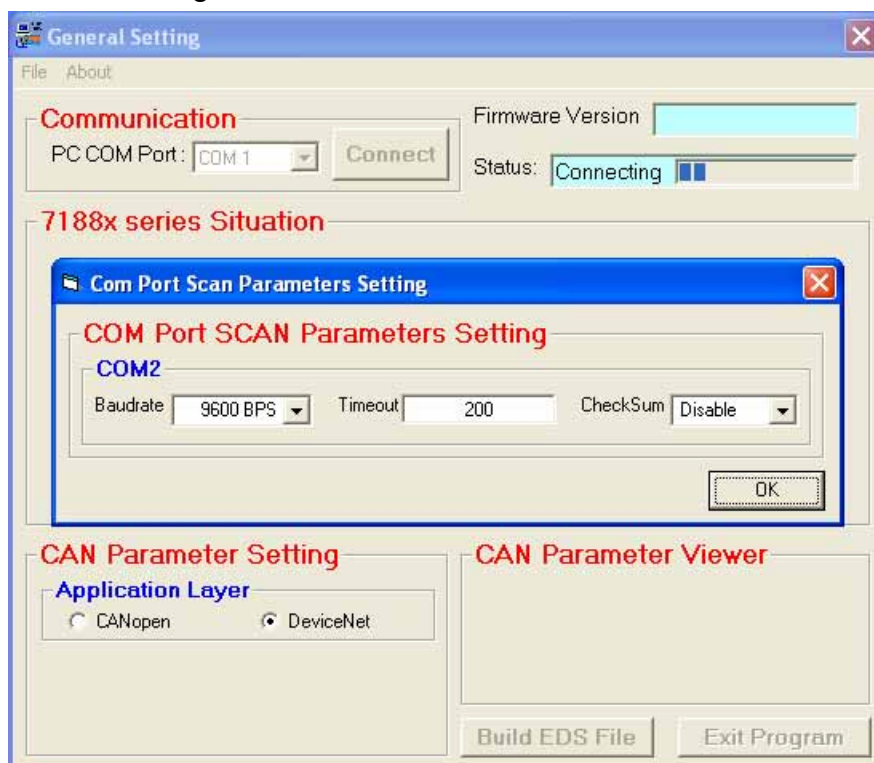 General Setting
File About
Communication
PC COM Port : COM 1 Connect
Firmware Version
Status: Connecting
7188x series Situation
Com Port Scan Parameters Setting
COM Port SCAN Parameters Setting
COM2
Baudrate 9600 BPS Timeout 200 CheckSum Disable
OK
CAN Parameter Setting
Application Layer
CANopen DeviceNet
CAN Parameter Viewer
Build EDS File Exit Program